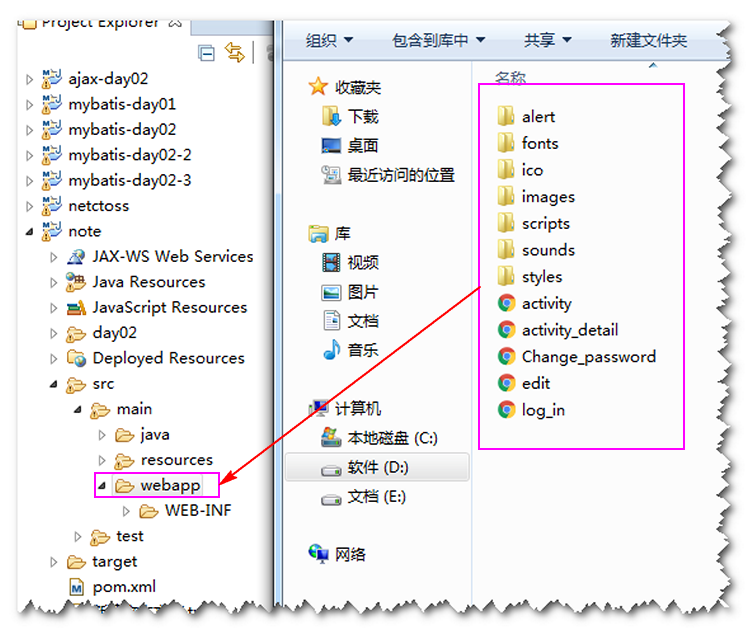 Project Explorer
ajax-day02
mybatis-day01
mybatis-day02
mybatis-day02-2
mybatis-day02-3
netctoss
note
JAX-WS Web Services
Java Resources
JavaScript Resources
day02
Deployed Resources
src
main
java
resources
webapp
WEB-INF
test
target
pom.xml
组织 包含到库中 共享 新建文件夹
收藏夹
下载
桌面
最近访问的位置
库
视频
图片
文档
音乐
计算机
本地磁盘 (C:)
软件 (D:)
文档 (E:)
网络
名称
alert
fonts
ico
images
scripts
sounds
styles
activity
activity_detail
Change_password
edit
log_in